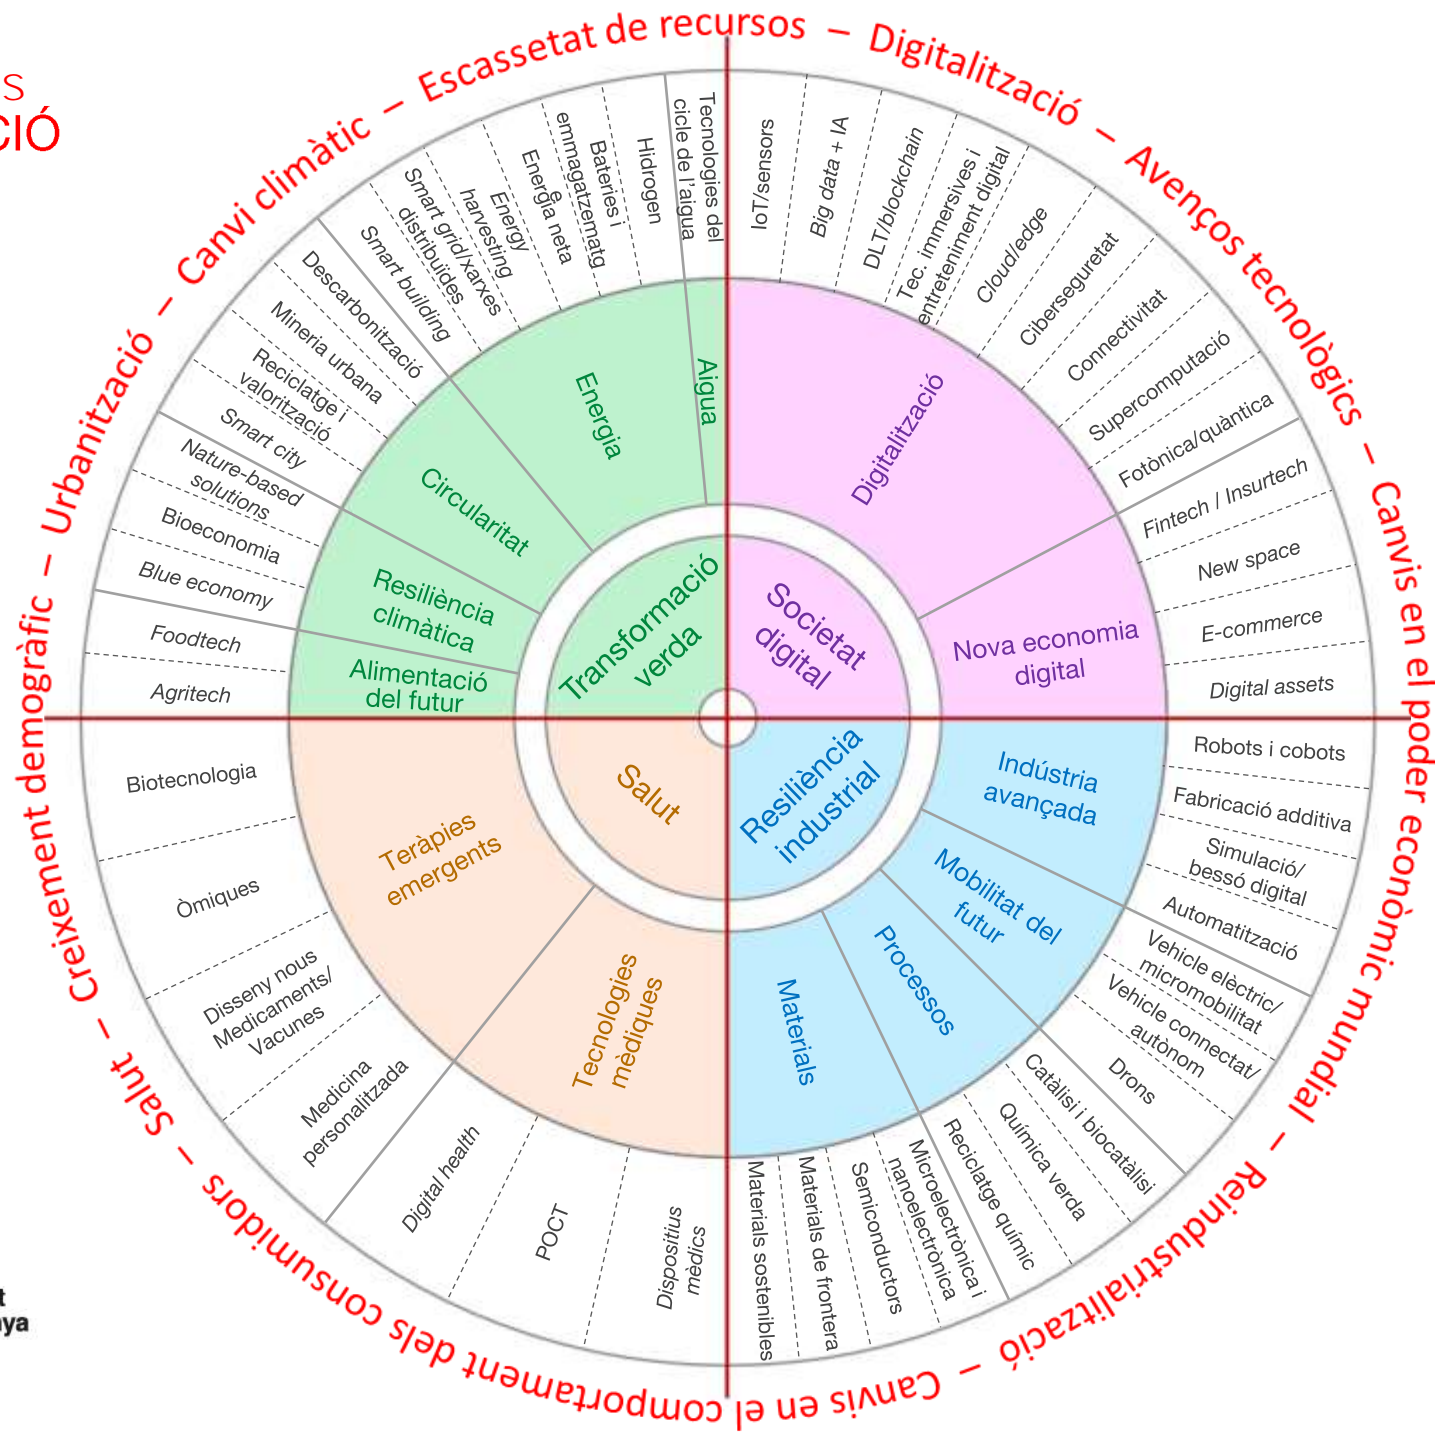 S
CIÓ
Escassetat de recursos – Digitalització – Avenços tecnològics – Canvis en el poder econòmic mundial – Reindustrialització – Canvis en el comportament dels consumidors – Salut – Creixement demogràfic – Urbanització – Canvi climàtic –
Transformació
verda
Aigua
Tecnologies del
cicle de l'aigua
Energia
Hidrogen
Bateries i
emmagatzematg
e
Energia neta
Energy
harvesting
Smart grid/xarxes
distribuïdes
Smart building
Circularitat
Descarbonització
Mineria urbana
Reciclatge i
valorització
Smart city
Resiliència
climàtica
Nature-based
solutions
Bioeconomia
Blue economy
Alimentació
del futur
Foodtech
Agritech
Societat
digital
Digitalització
IoT/sensors
Big data + IA
DLT/blockchain
Tec. immersives i
entreteniment digital
Cloud/edge
Ciberseguretat
Connectivitat
Supercomputació
Fotònica/quàntica
Nova economia
digital
Fintech / Insurtech
New space
E-commerce
Digital assets
Resiliència
industrial
Indústria
avançada
Robots i cobots
Fabricació additiva
Simulació/
bessó digital
Automatització
Mobilitat del
futur
Vehicle elèctric/
micromobilitat
Vehicle connectat/
autònom
Drons
Processos
Catàlisi i biocatàlisi
Química verda
Reciclatge químic
Materials
Microelectrònica i
nanoelectrònica
Semiconductors
Materials de frontera
Materials sostenibles
Salut
Tecnologies
mèdiques
Dispositius
mèdics
POCT
Digital health
Teràpies
emergents
Medicina
personalitzada
Disseny nous
Medicaments/
Vacunes
Òmiques
Biotecnologia
t
ya